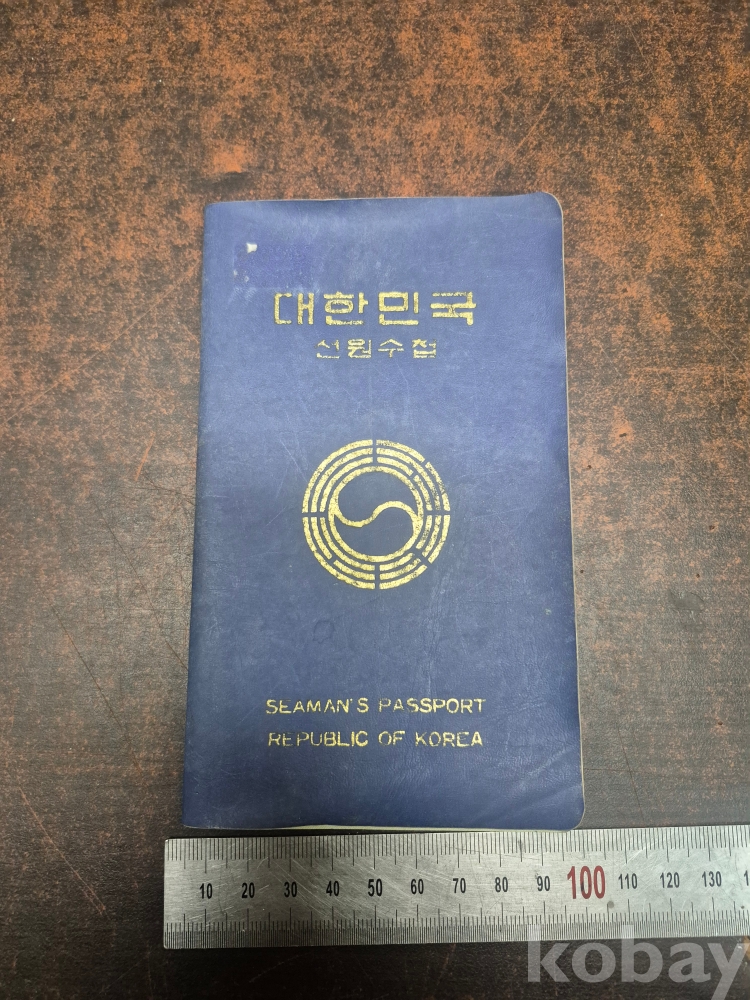 대한민국
선원수첩
SEAMAN'S PASSPORT
REPUBLIC OF KOREA
10 20 30 40 50 60 70 80 90 100 110 120 130
kobay